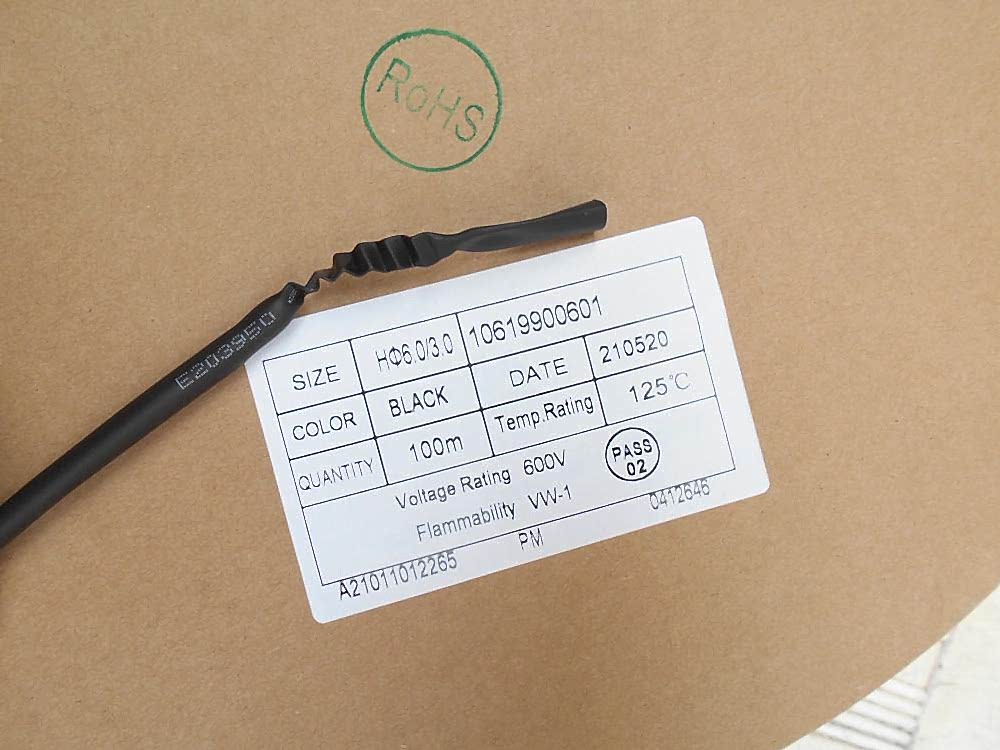 RoHS
E203950
SIZE HΦ6.0/3.0 10619900601
COLOR BLACK DATE 210520
QUANTITY 100m Temp.Rating 125℃
Voltage Rating 600V PASS
02
Flammability VW-1
A21011012265 PM 0412646